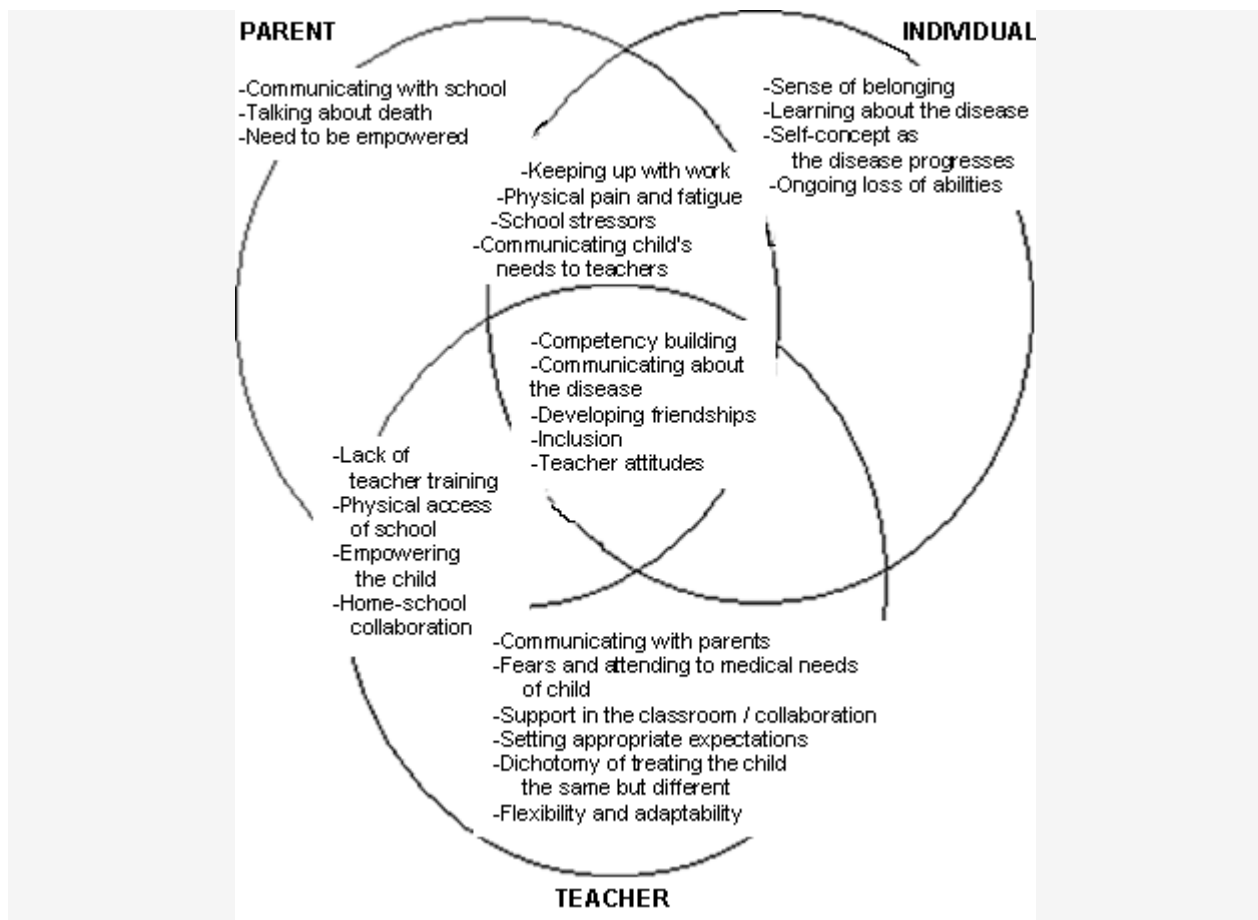 PARENT
INDIVIDUAL
-Communicating with school
-Talking about death
-Need to be empowered
-Sense of belonging
-Learning about the disease
-Self-concept as
the disease progresses
-Ongoing loss of abilities
-Keeping up with work
-Physical pain and fatigue
-School stressors
-Communicating child's
needs to teachers
-Competency building
-Communicating about
the disease
-Developing friendships
-Inclusion
-Teacher attitudes
-Lack of
teacher training
-Physical access
of school
-Empowering
the child
-Home-school
collaboration
-Communicating with parents
-Fears and attending to medical needs
of child
-Support in the classroom / collaboration
-Setting appropriate expectations
-Dichotomy of treating the child
the same but different
-Flexibility and adaptability
TEACHER